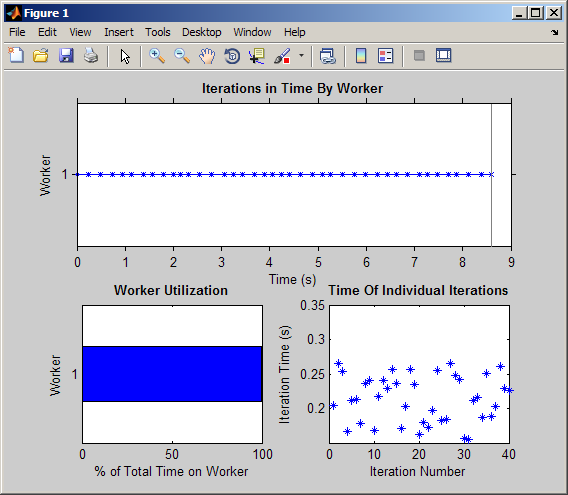 Figure 1
File Edit View Insert Tools Desktop Window Help
Iterations in Time By Worker
Worker
1
0 1 2 3 4 5 6 7 8 9
Time (s)
Worker Utilization
Worker
1
0 50 100
% of Total Time on Worker
Time Of Individual Iterations
Iteration Time (s)
0.35
0.3
0.25
0.2
0 10 20 30 40
Iteration Number